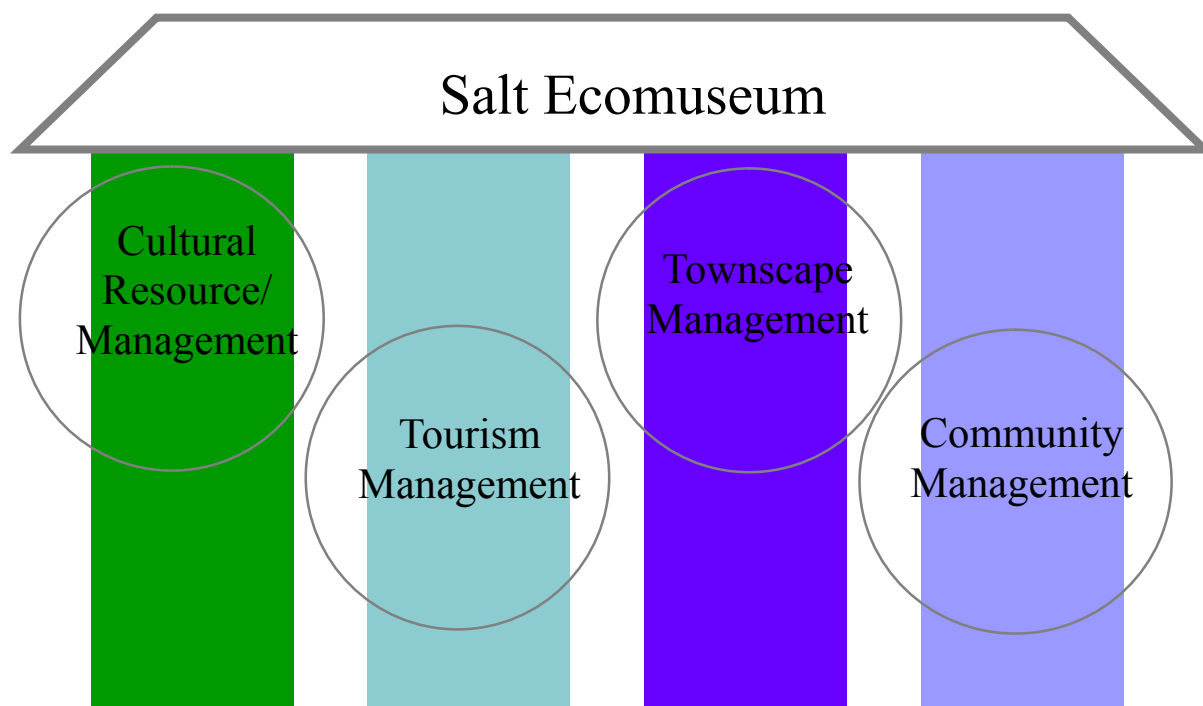 Salt Ecomuseum
Cultural
Resource/
Management
Tourism
Management
Townscape
Management
Community
Management